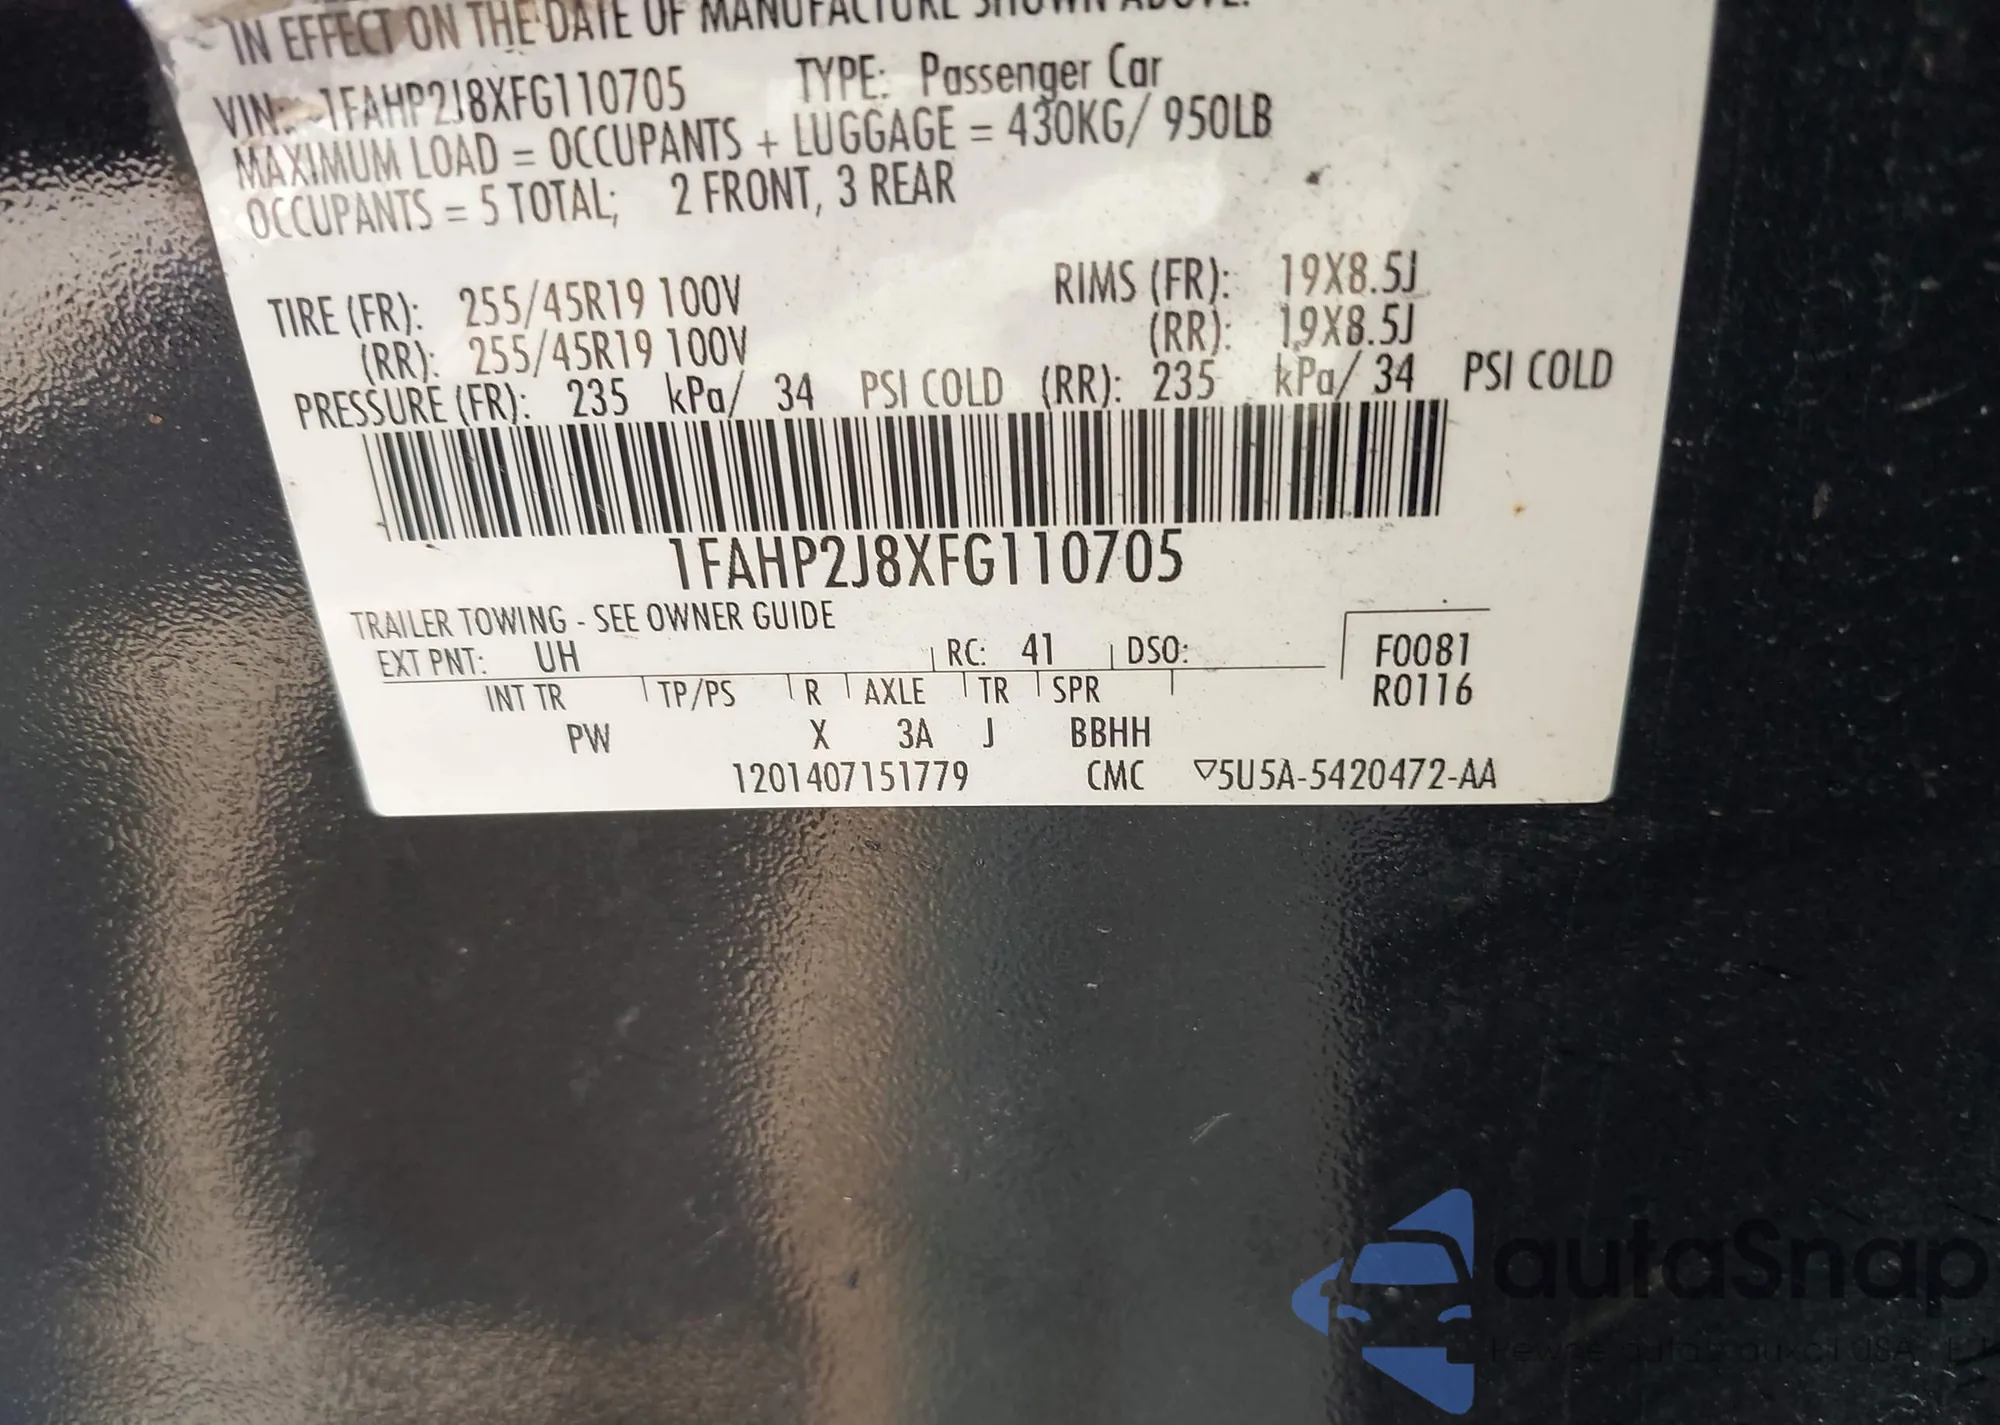 IN EFFECT ON THE DATE OF MANUFACTURE SHOWN ABOVE.
VIN: 1FAHP2J8XFG110705 TYPE: Passenger Car
MAXIMUM LOAD = OCCUPANTS + LUGGAGE = 430KG/ 950LB
OCCUPANTS = 5 TOTAL; 2 FRONT, 3 REAR
TIRE (FR): 255/45R19 100V RIMS (FR): 19X8.5J
(RR): 255/45R19 100V (RR): 19X8.5J
PRESSURE (FR): 235 kPa/ 34 PSI COLD (RR): 235 kPa/ 34 PSI COLD
1FAHP2J8XFG110705
TRAILER TOWING - SEE OWNER GUIDE
EXT PNT: UH RC: 41 DSO: F0081
INT TR TP/PS R AXLE TR SPR R0116
PW X 3A J BBHH
1201407151779 CMC ▽5U5A-5420472-AA
autaSnap